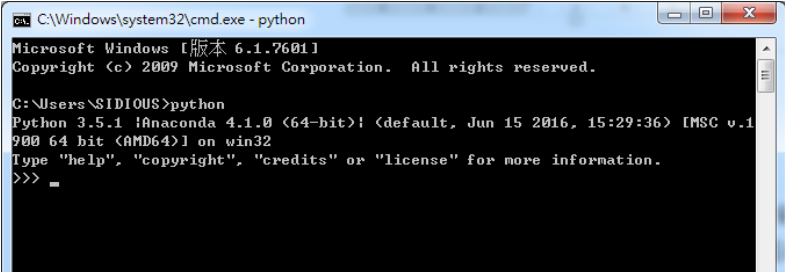 C:\Windows\system32\cmd.exe - python
Microsoft Windows [版本 6.1.7601]
Copyright (c) 2009 Microsoft Corporation.  All rights reserved.
C:\Users\SIDIOUS>python
Python 3.5.1 |Anaconda 4.1.0 (64-bit)| (default, Jun 15 2016, 15:29:36) [MSC v.1
900 64 bit (AMD64)] on win32
Type "help", "copyright", "credits" or "license" for more information.
>>> _